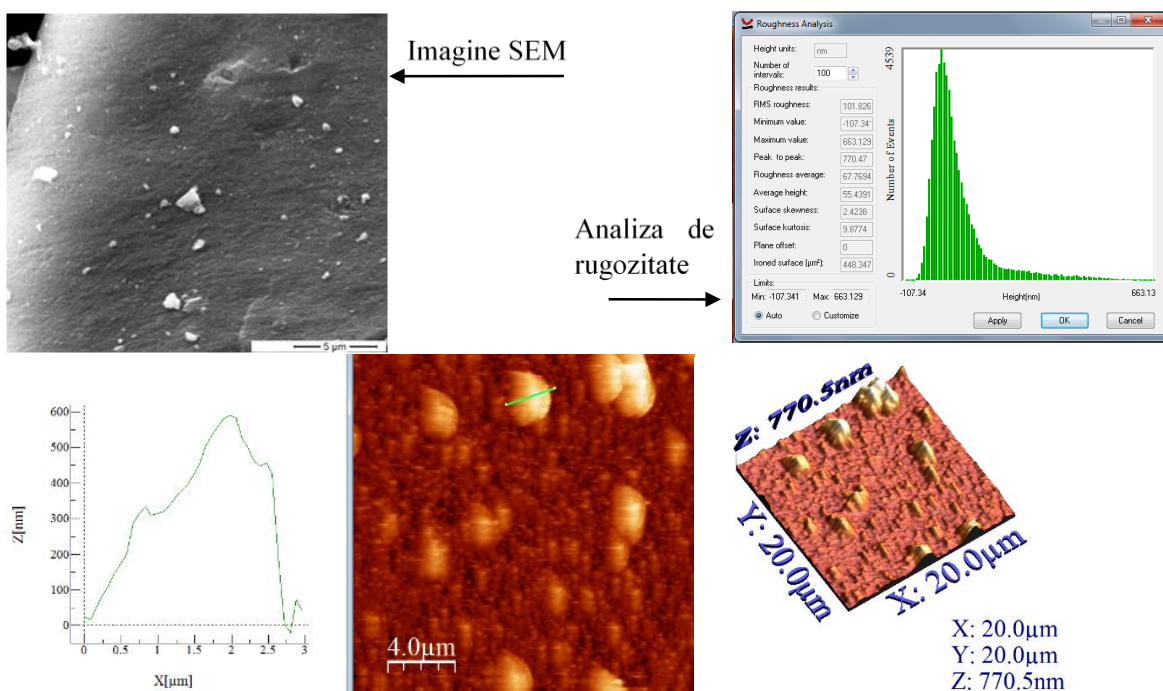 Imagine SEM
5 µm
Roughness Analysis
Height units:
nm
Number of
intervals:
100
Roughness results:
RMS roughness:
101.826
Minimum value:
-107.34
Maximum value:
663.129
Peak to peak:
770.47
Roughness average:
67.7694
Average height:
55.4391
Surface skewness:
2.4238
Surface kurtosis:
9.8774
Plane offset:
0
Ironed surface (µm²):
448.347
Limits:
Min: -107.341 Max: 663.129
Auto Customize
4539
Number of Events
0
-107.34
Height(nm)
663.13
Apply OK Cancel
Analiza de
rugozitate
600
500
400
300
200
100
0
Z[nm]
0 0.5 1 1.5 2 2.5 3
X[µm]
4.0µm
Z: 770.5nm
Y: 20.0µm
X: 20.0µm
X: 20.0µm
Y: 20.0µm
Z: 770.5nm